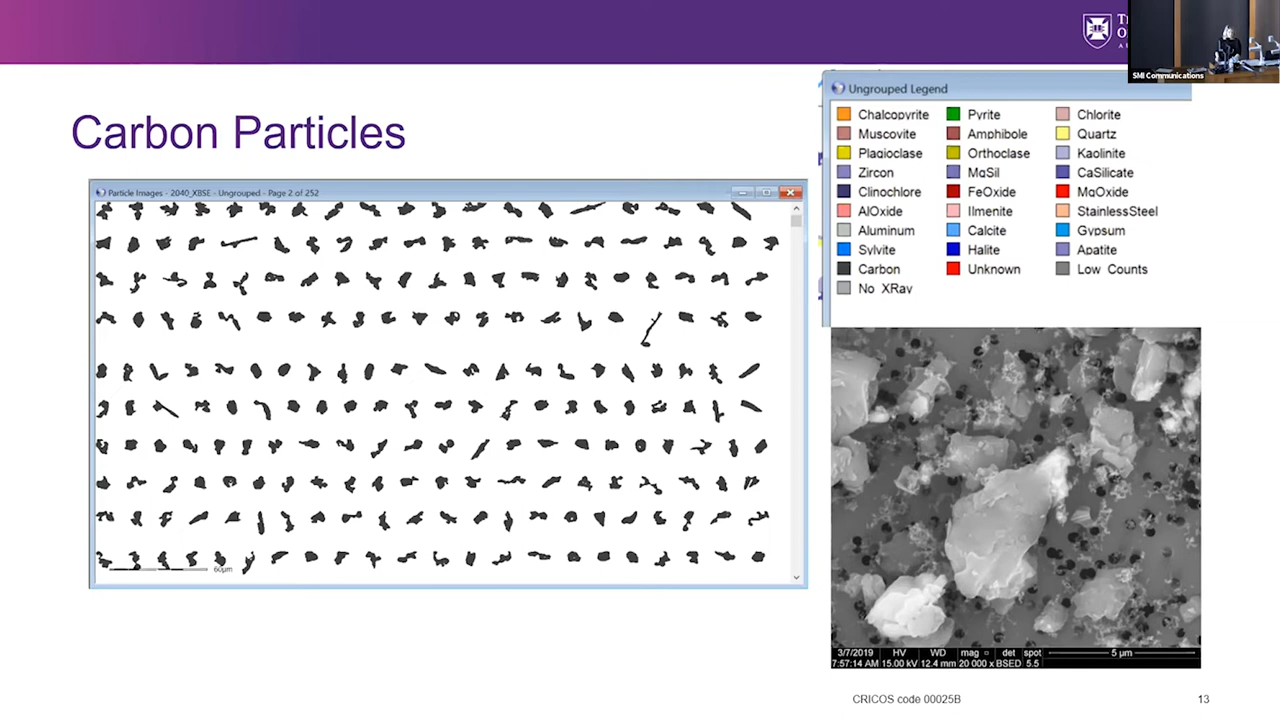 SMI Communications
Carbon Particles
Particle Images - 2040_XBSE - Ungrouped - Page 2 of 252
60µm
Ungrouped Legend
Chalcopyrite Pyrite Chlorite
Muscovite Amphibole Quartz
Plagioclase Orthoclase Kaolinite
Zircon MgSil CaSilicate
Clinochlore FeOxide MgOxide
AlOxide Ilmenite StainlessSteel
Aluminum Calcite Gypsum
Sylvite Halite Apatite
Carbon Unknown Low Counts
No XRay
3/7/2019 HV WD mag det spot 5 µm
7:57:14 AM 15.00 kV 12.4 mm 20 000 x BSED 5.5
CRICOS code 00025B
13